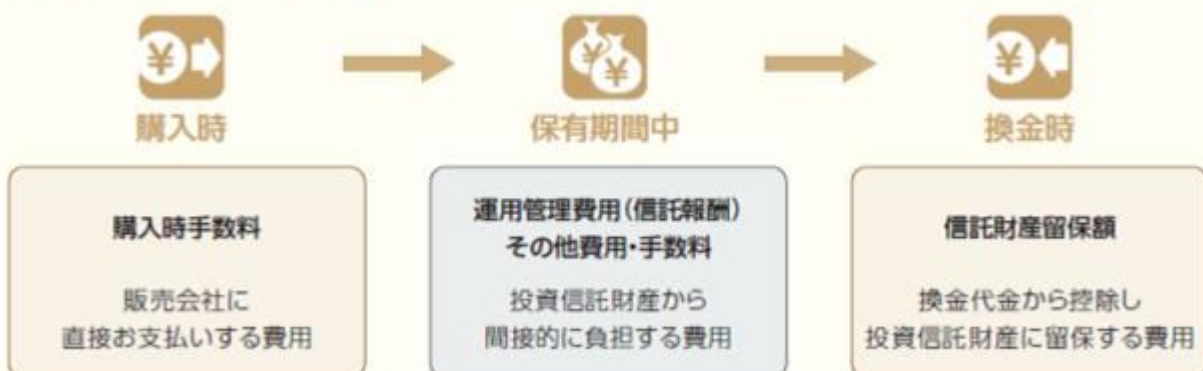 購入時
保有期間中
換金時
購入時手数料
販売会社に
直接お支払いする費用
運用管理費用(信託報酬)
その他費用・手数料
投資信託財産から
間接的に負担する費用
信託財産留保額
換金代金から控除し
投資信託財産に留保する費用